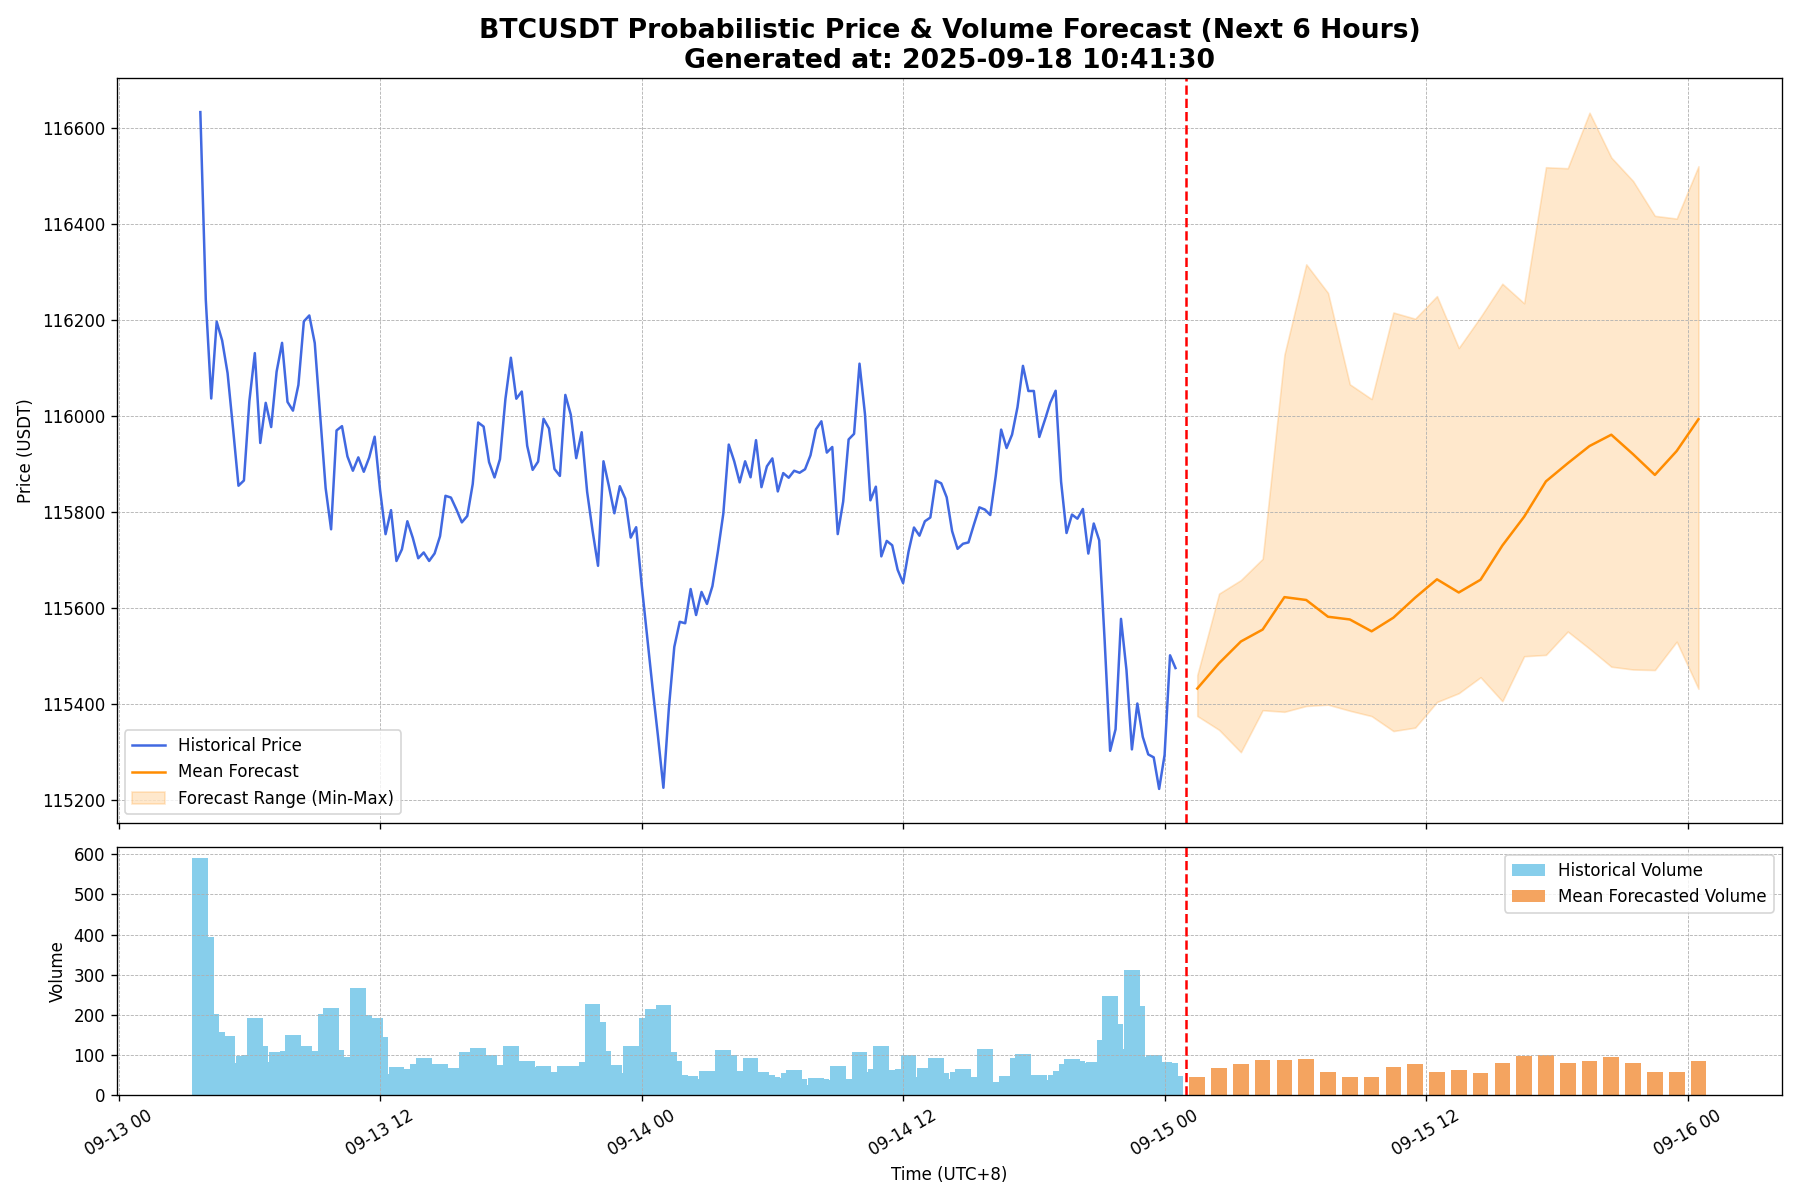 BTCUSDT Probabilistic Price & Volume Forecast (Next 6 Hours)
Generated at: 2025-09-18 10:41:30
Price (USDT)
116600
116400
116200
116000
115800
115600
115400
115200
Historical Price
Mean Forecast
Forecast Range (Min-Max)
Volume
600
500
400
300
200
100
0
Historical Volume
Mean Forecasted Volume
09-13 00
09-13 12
09-14 00
09-14 12
09-15 00
09-15 12
09-16 00
Time (UTC+8)